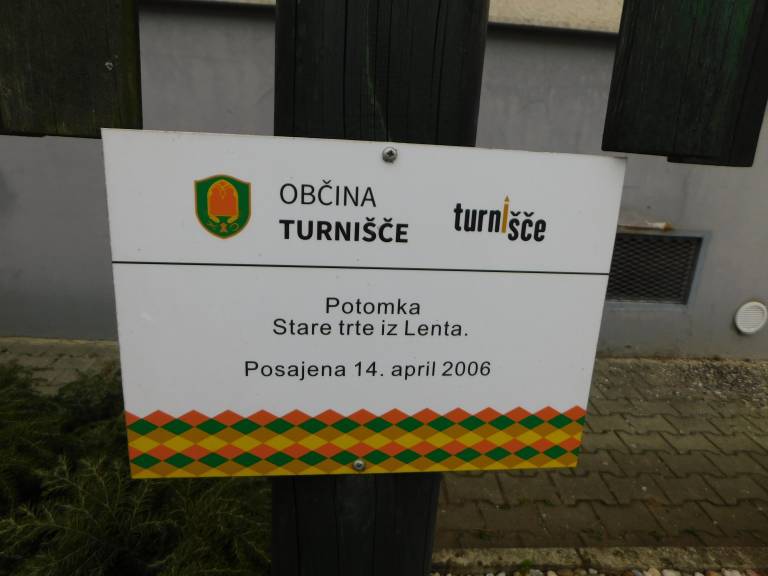 OBČINA
TURNIŠČE
turnišče
Potomka
Stare trte iz Lenta.
Posajena 14. april 2006